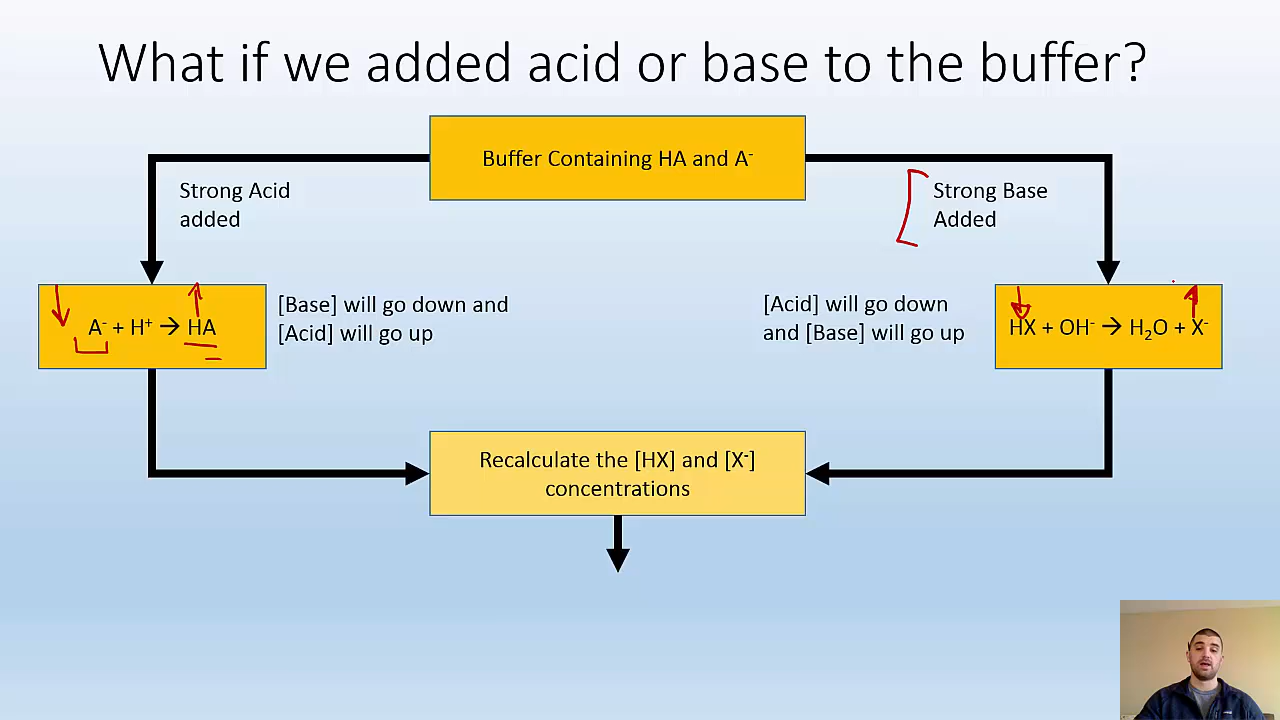 What if we added acid or base to the buffer?
Buffer Containing HA and A⁻
Strong Acid
added
Strong Base
Added
A⁻ + H⁺ → HA
[Base] will go down and
[Acid] will go up
[Acid] will go down
and [Base] will go up
HX + OH⁻ → H₂O + X⁻
Recalculate the [HX] and [X⁻]
concentrations